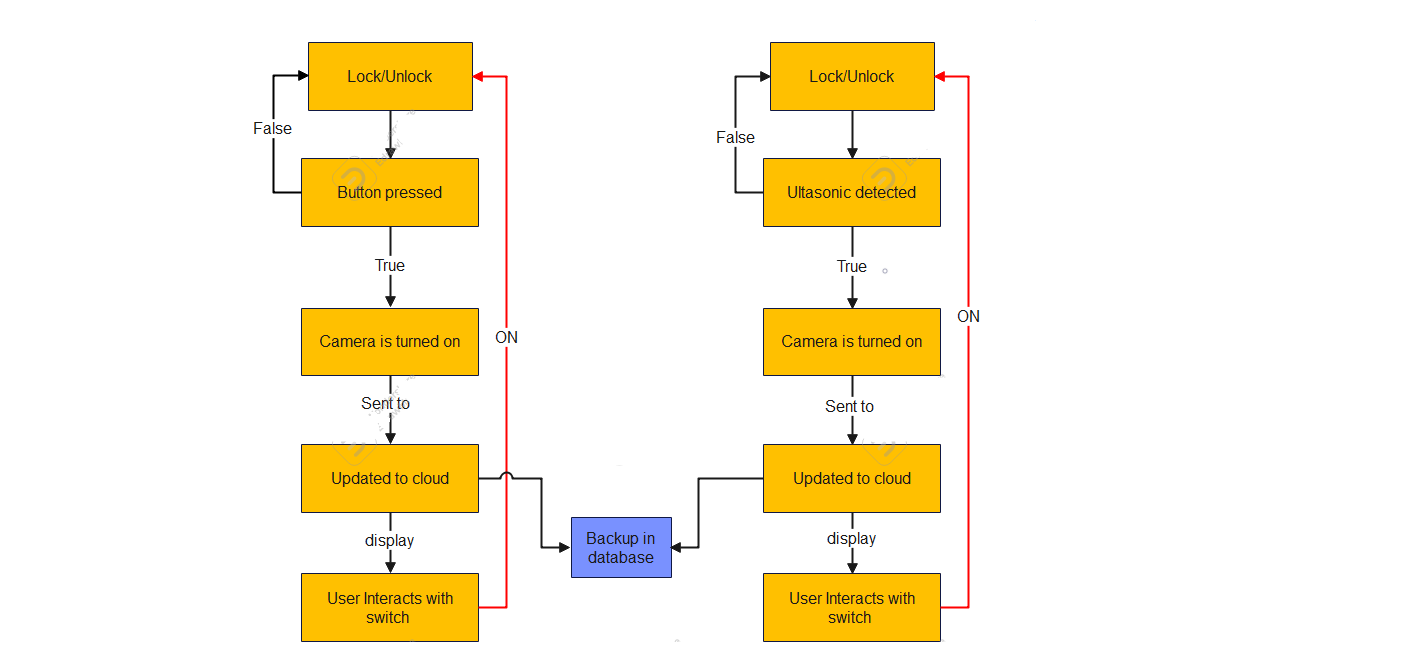 Lock/Unlock
False
Button pressed
True
Camera is turned on
ON
Sent to
Updated to cloud
display
User Interacts with
switch
Backup in
database
Lock/Unlock
False
Ultasonic detected
True
Camera is turned on
ON
Sent to
Updated to cloud
display
User Interacts with
switch